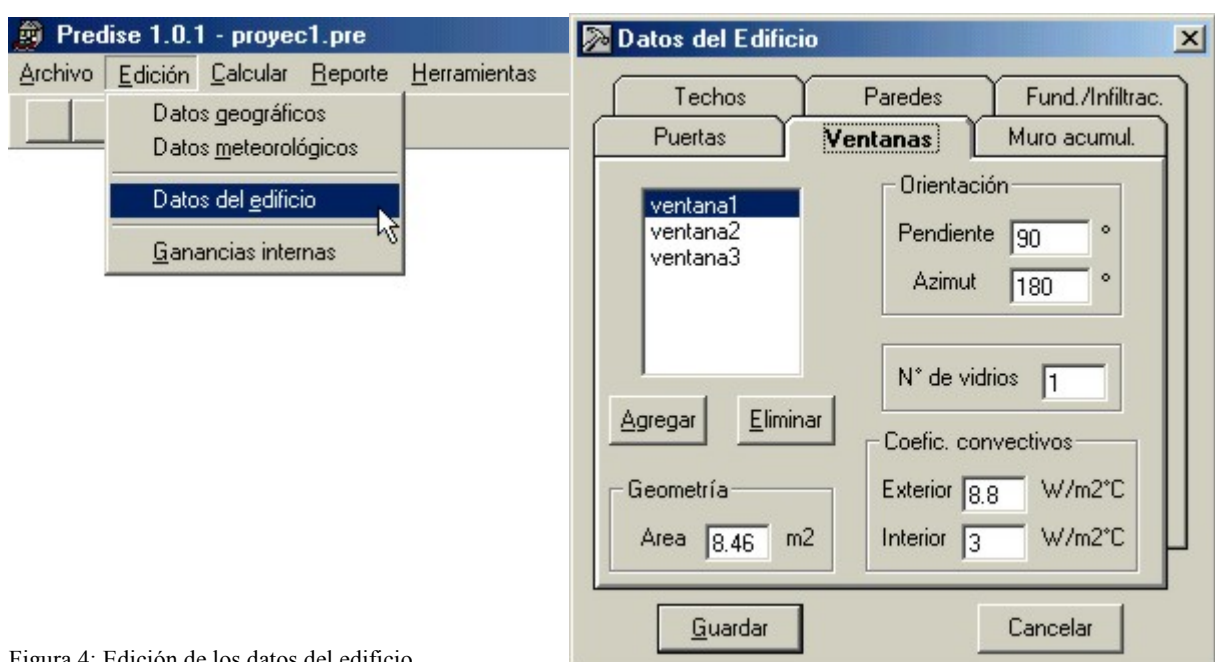 Predise 1.0.1 - proyec1.pre
Archivo Edición Calcular Reporte Herramientas
Datos geográficos
Datos meteorológicos
Datos del edificio
Ganancias internas
Datos del Edificio
Techos Paredes Fund./Infiltrac.
Puertas Ventanas Muro acumul.
ventana1
ventana2
ventana3
Agregar Eliminar
Geometría
Area 8.46 m2
Orientación
Pendiente 90 °
Azimut 180 °
N° de vidrios 1
Coefic. convectivos
Exterior 8.8 W/m2°C
Interior 3 W/m2°C
Guardar Cancelar
Figura 4: Edición de los datos del edificio